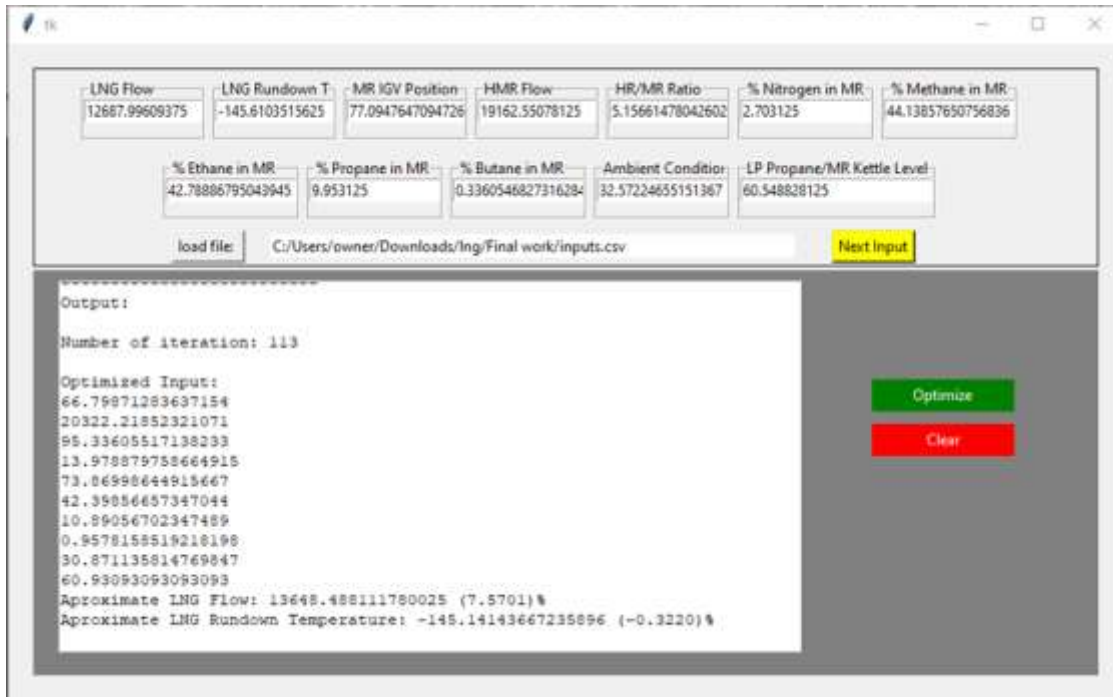 tk
LNG Flow LNG Rundown T MR IGV Position HMR Flow HR/MR Ratio % Nitrogen in MR % Methane in MR
12687.99609375 -145.6103515625 77.0947647094726 19162.55078125 5.15661478042602 2.703125 44.13857650756836
% Ethane in MR % Propane in MR % Butane in MR Ambient Condition LP Propane/MR Kettle Level
42.78886795043945 9.953125 0.3360546827316284 32.57224655151367 60.548828125
load file: C:/Users/owner/Downloads/lng/Final work/inputs.csv Next Input
Output:
Number of iteration: 113
Optimized Input:
66.79871283637154
20322.21852321071
95.33605517138233
13.978879758664915
73.86998644915667
42.39856657347044
10.89056702347489
0.9578158519218198
30.871135814769847
60.93093093093093
Aproximate LNG Flow: 13648.488111780025 (7.5701)%
Aproximate LNG Rundown Temperature: -145.14143667235896 (-0.3220)%
Optimize
Clear